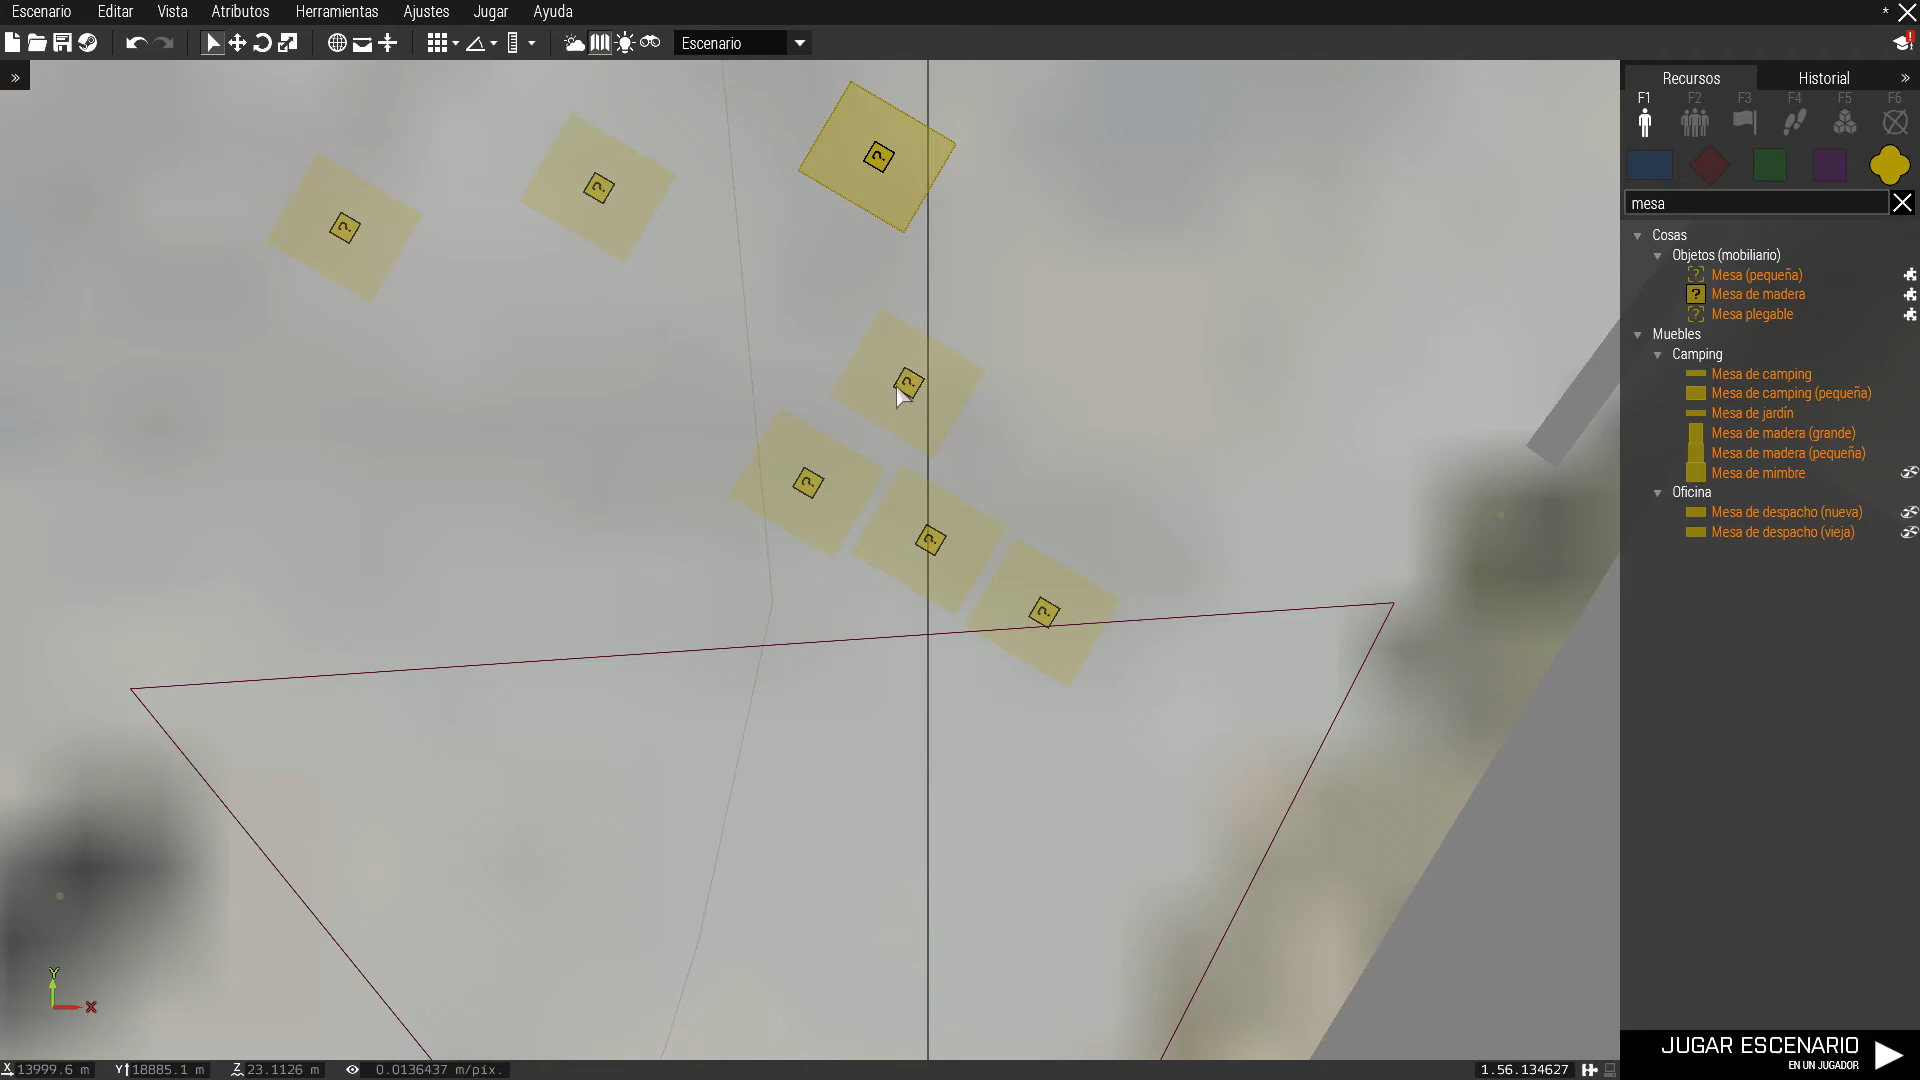 Escenario Editar Vista Atributos Herramientas Ajustes Jugar Ayuda *
Escenario
Recursos Historial
F1 F2 F3 F4 F5 F6
mesa
Cosas
Objetos (mobiliario)
? Mesa (pequeña)
? Mesa de madera
? Mesa plegable
Muebles
Camping
Mesa de camping
Mesa de camping (pequeña)
Mesa de jardín
Mesa de madera (grande)
Mesa de madera (pequeña)
Mesa de mimbre
Oficina
Mesa de despacho (nueva)
Mesa de despacho (vieja)
?
?
?
?
?
?
?
Y
X
JUGAR ESCENARIO
EN UN JUGADOR
X 13999.6 m Y 18885.1 m Z 23.1126 m 0.0136437 m/píx. 1.56.134627